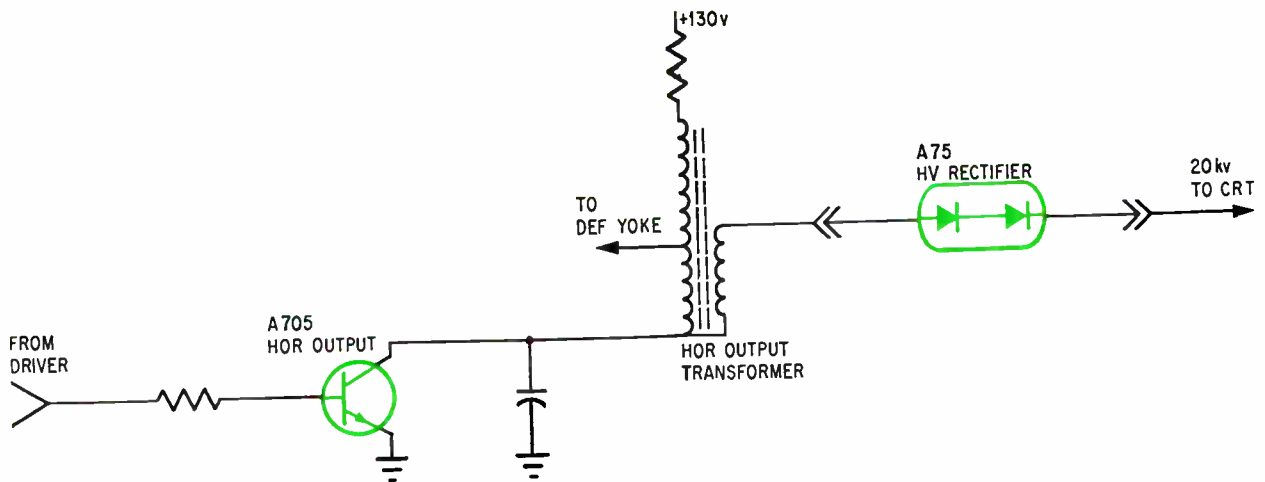 +130v
A75
HV RECTIFIER
20kv
TO CRT
TO
DEF YOKE
A705
HOR OUTPUT
FROM
DRIVER
HOR OUTPUT
TRANSFORMER